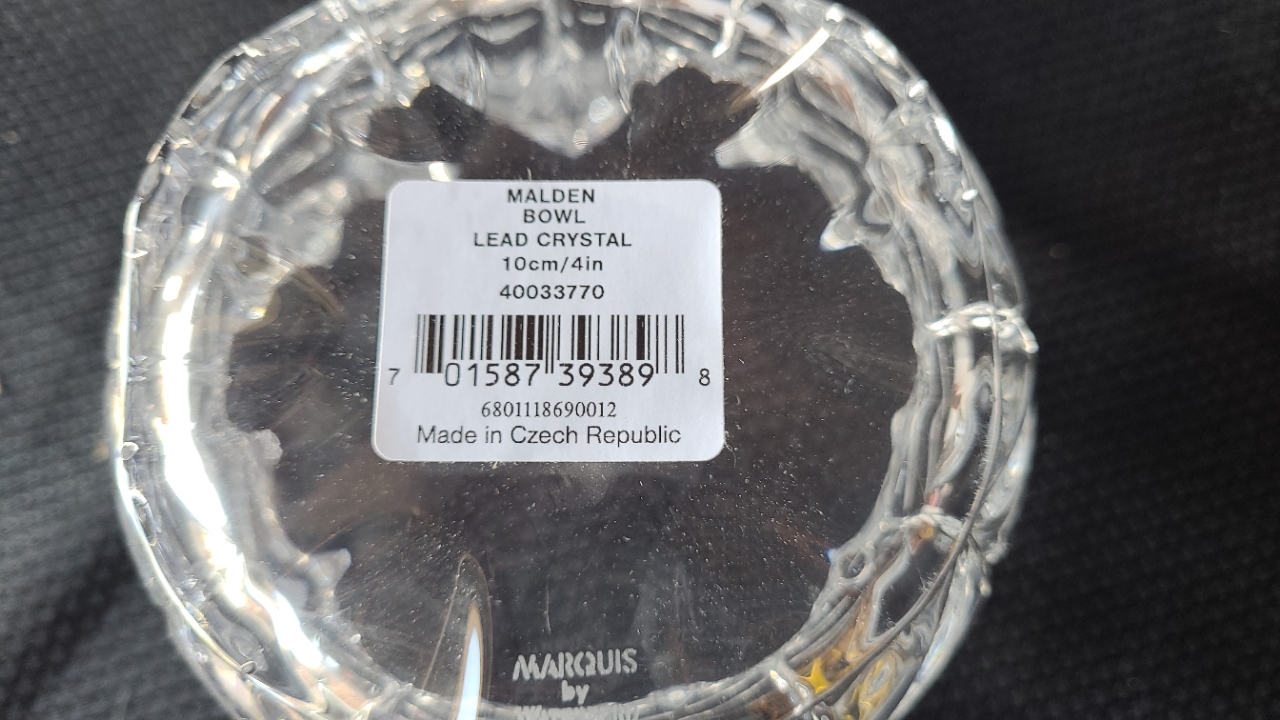 MALDEN
BOWL
LEAD CRYSTAL
10cm/4in
40033770
7 01587 39389 8
6801118690012
Made in Czech Republic
MARQUIS
by